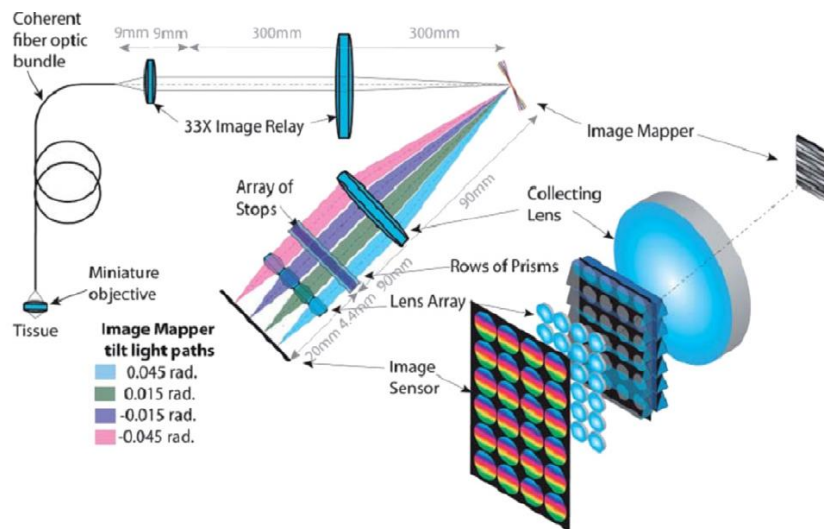 Coherent
fiber optic
bundle
9mm 9mm
300mm
300mm
33X Image Relay
Image Mapper
Array of
Stops
90mm
Collecting
Lens
90mm
Rows of Prisms
Miniature
objective
Lens Array
4.4mm
20mm
Tissue
Image Mapper
tilt light paths
0.045 rad.
0.015 rad.
-0.015 rad.
-0.045 rad.
Image
Sensor